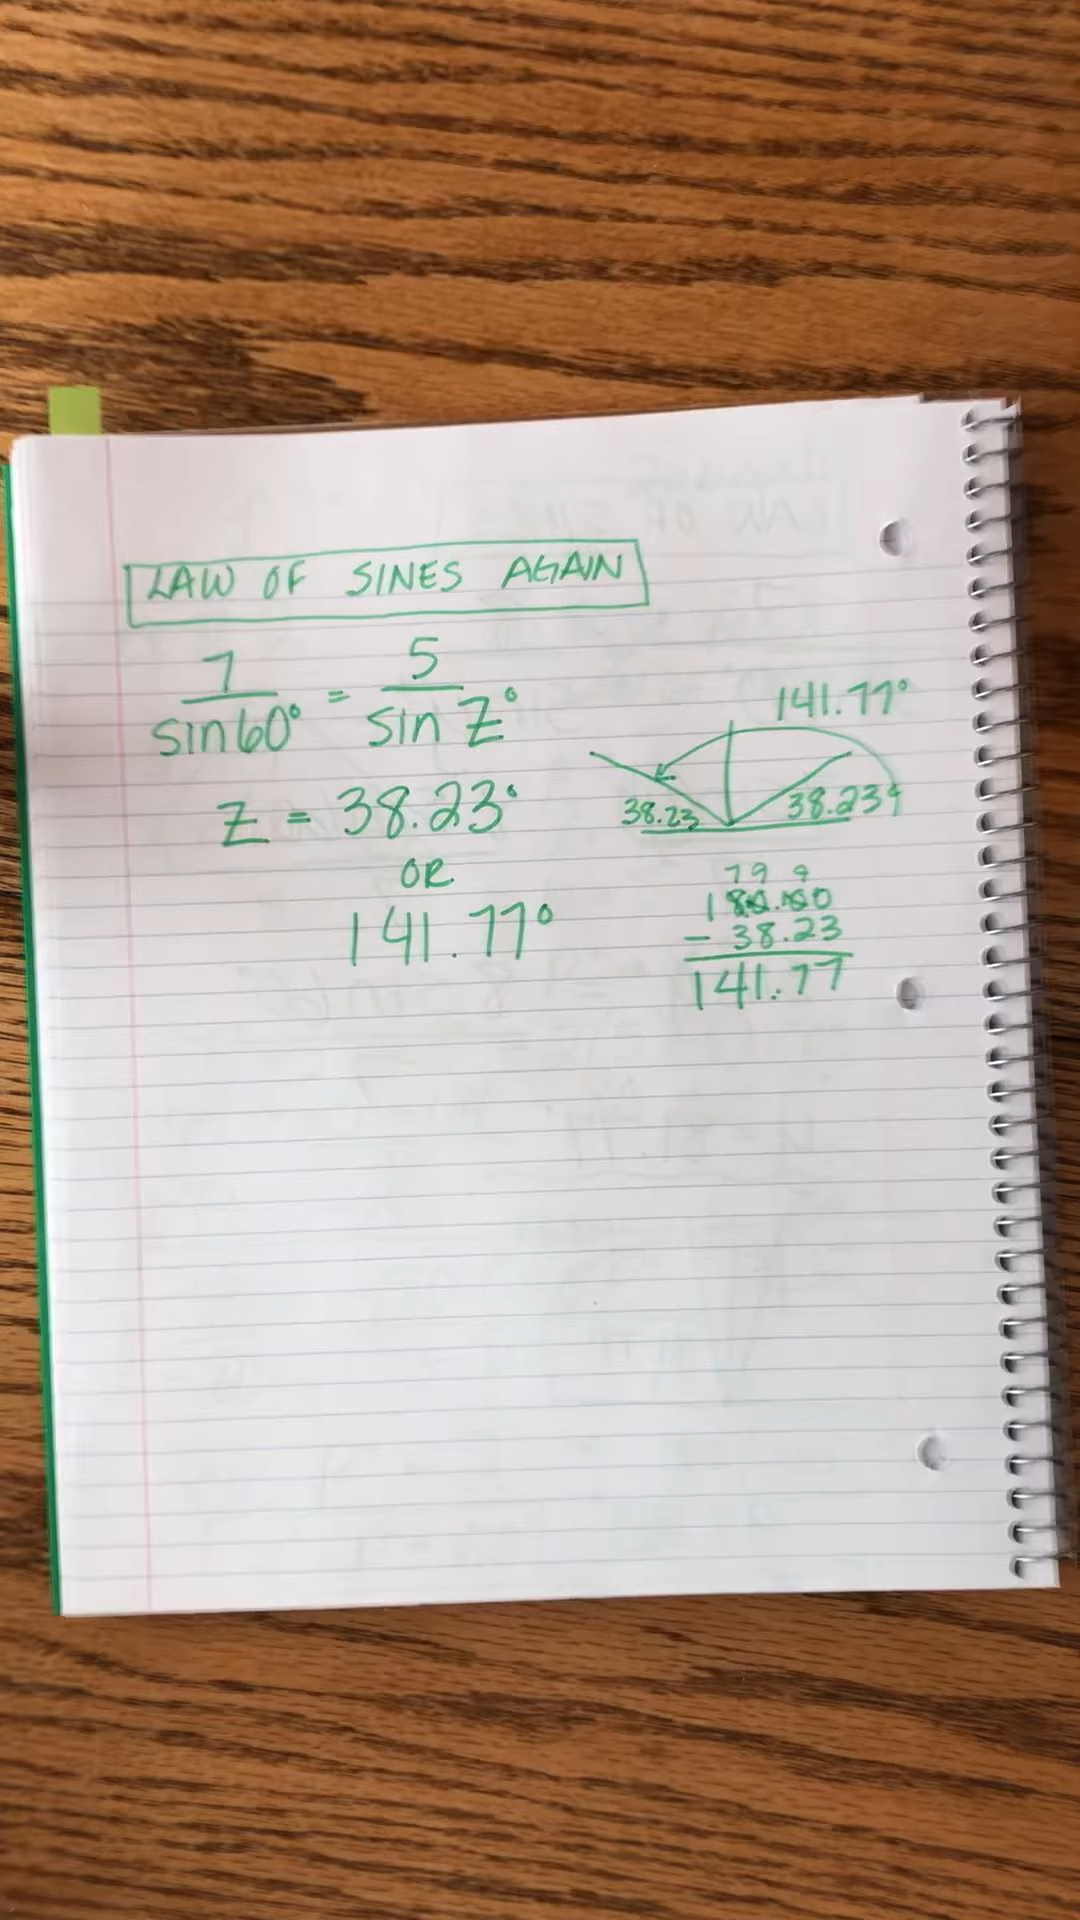 LAW OF SINES AGAIN
7/sin60° = 5/sin Z°
Z = 38.23°
OR
141.77°
141.77°
38.23 38.23
7 9 9
180.00
- 38.23
141.77